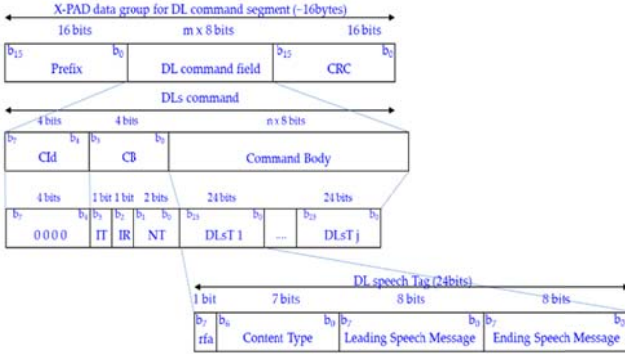 X-PAD data group for DL command segment (~16bytes)
16 bits m x 8 bits 16 bits
b15 b0 b15 b0
Prefix DL command field CRC
DLs command
4 bits 4 bits n x 8 bits
b7 b4 b3 b0
CId CB Command Body
4 bits 1 bit 1 bit 2 bits 24 bits 24 bits
b7 b4 b3 b2 b1 b0 b23 b0 b23 b0
0 0 0 0 IT IR NT DLsT 1 .... DLsT j
DL speech Tag (24bits)
1 bit 7 bits 8 bits 8 bits
b7 b6 b0 b7 b0 b7 b0
rfa Content Type Leading Speech Message Ending Speech Message